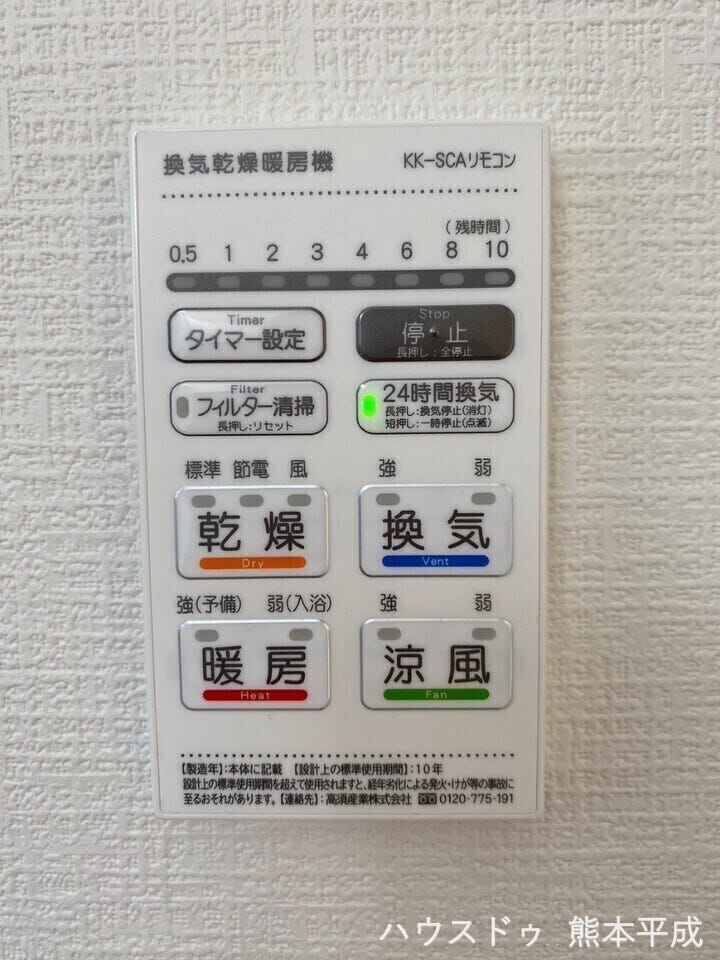 換気乾燥暖房機 KK-SCAリモコン
(残時間)
0.5 1 2 3 4 6 8 10
Timer
タイマー設定
Stop
停・止
長押し:全停止
Filter
フィルター清掃
長押し:リセット
24時間換気
長押し:換気停止(消灯)
短押し:一時停止(点滅)
標準 節電 風
乾燥
Dry
強 弱
換気
Vent
強(予備) 弱(入浴)
暖房
Heat
強 弱
涼風
Fan
【製造年】:本体に記載 【設計上の標準使用期間】:10年
設計上の標準使用期間を超えて使用されますと、経年劣化による発火・けが等の事故に
至るおそれがあります。【連絡先】:高須産業株式会社 0120-775-191
ハウスドゥ 熊本平成